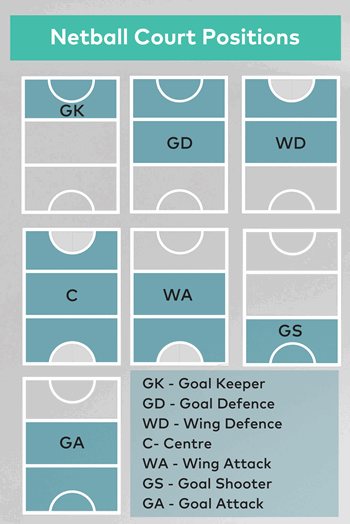 Netball Court Positions
GK
GD
WD
C
WA
GS
GA
GK - Goal Keeper
GD - Goal Defence
WD - Wing Defence
C- Centre
WA - Wing Attack
GS - Goal Shooter
GA - Goal Attack